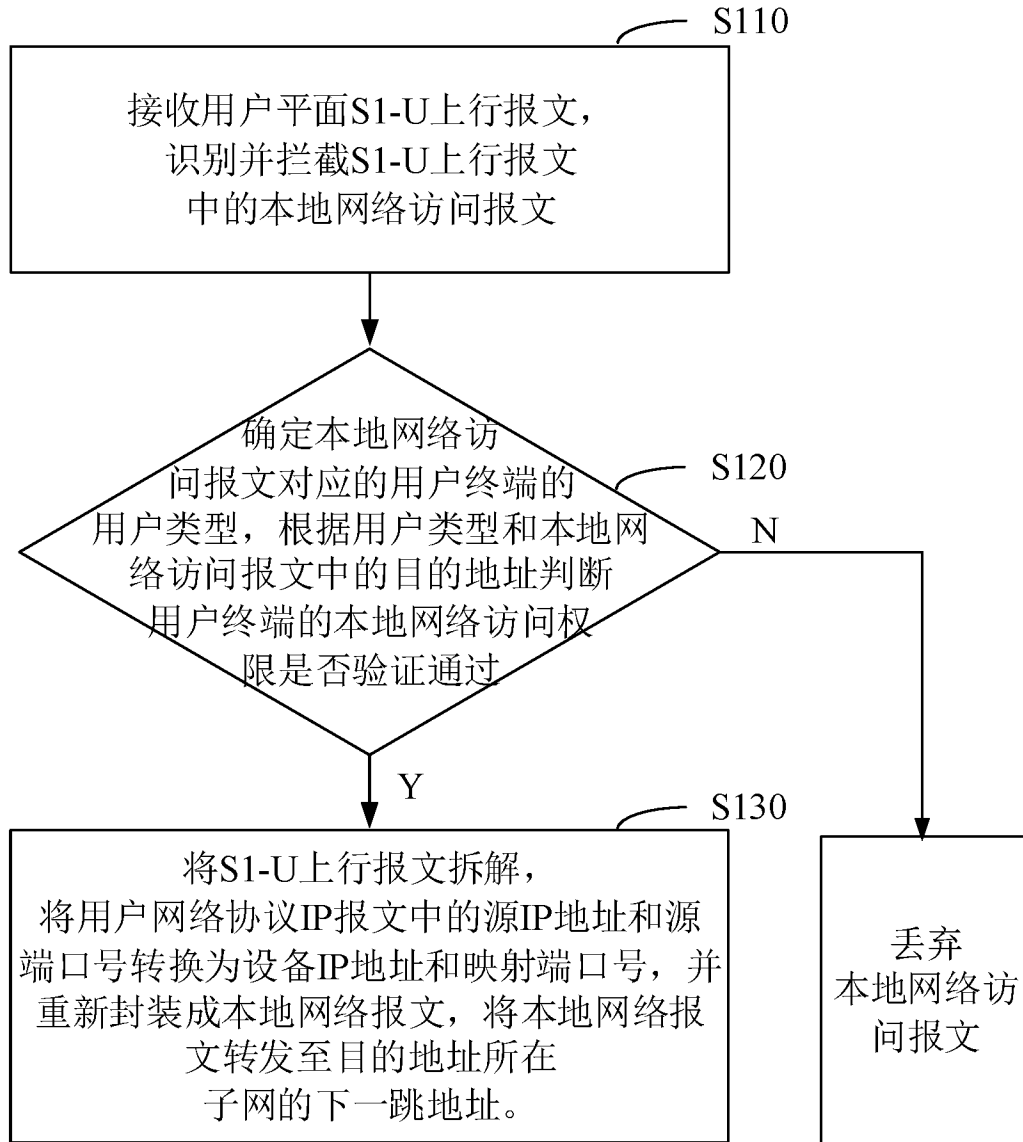 S110
接收用户平面S1-U上行报文，
识别并拦截S1-U上行报文
中的本地网络访问报文
确定本地网络访
问报文对应的用户终端的
用户类型，根据用户类型和本地网
络访问报文中的目的地址判断
用户终端的本地网络访问权
限是否验证通过
S120
N
Y
S130
将S1-U上行报文拆解，
将用户网络协议IP报文中的源IP地址和源
端口号转换为设备IP地址和映射端口号，并
重新封装成本地网络报文，将本地网络报
文转发至目的地址所在
子网的下一跳地址。
丢弃
本地网络访
问报文